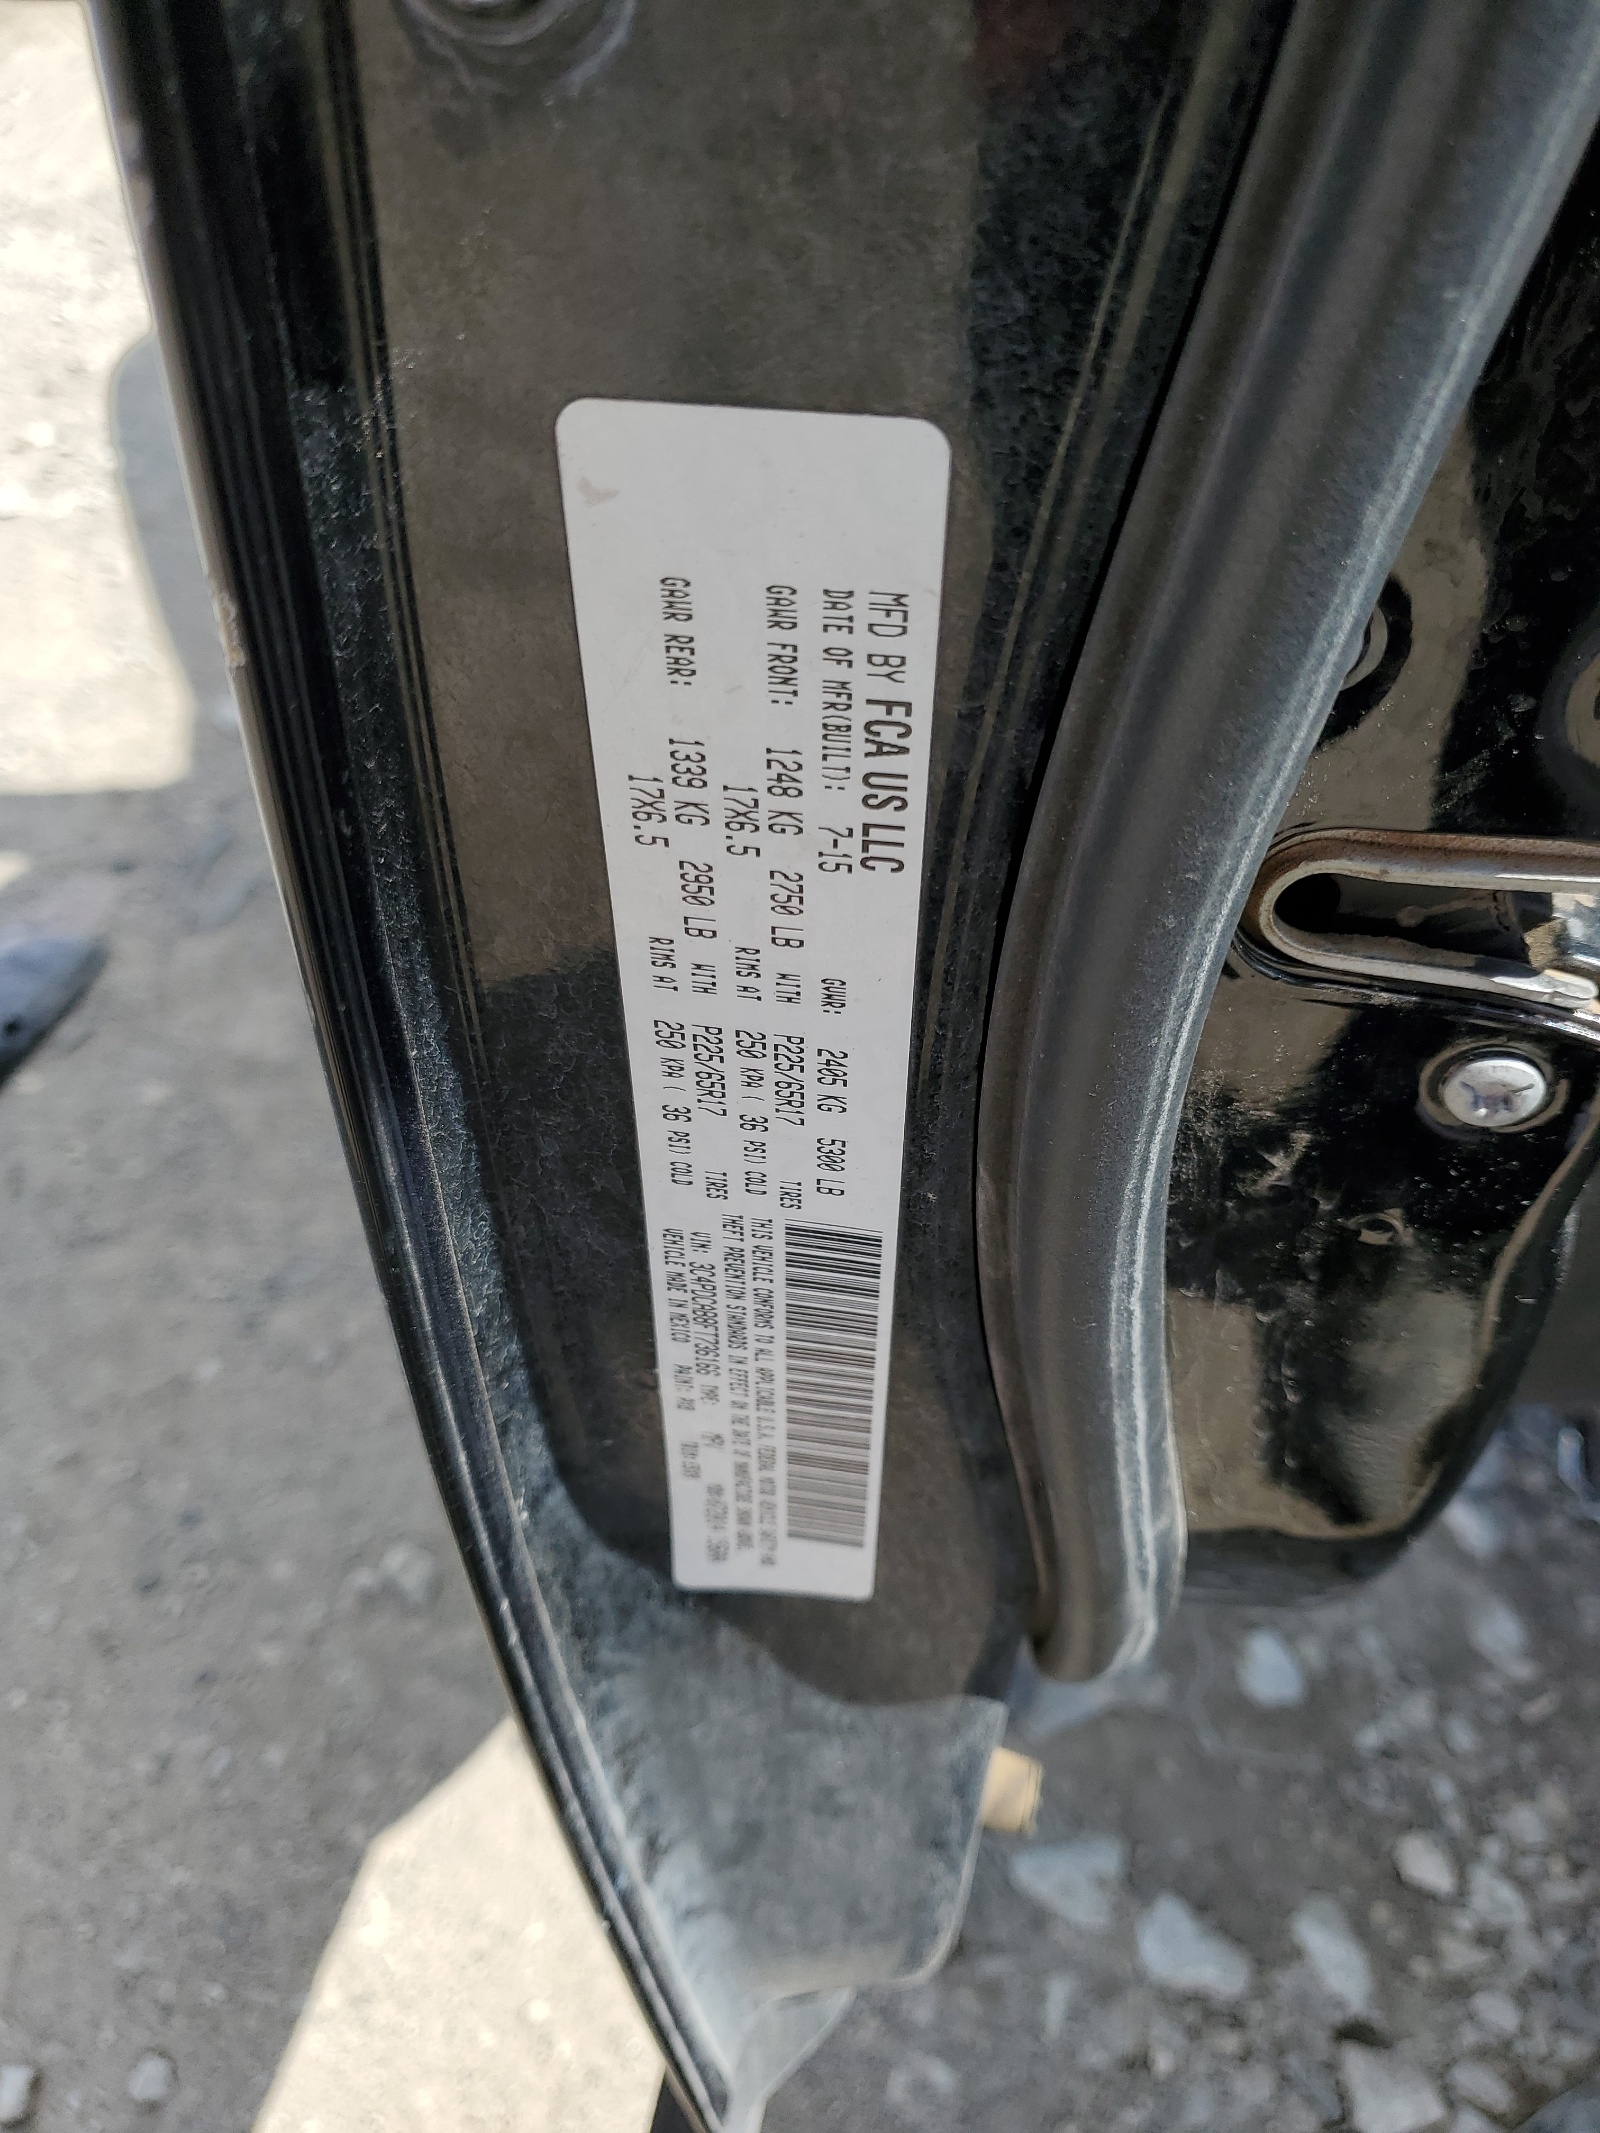 MFD BY FCA US LLC
DATE OF MFR(BUILT): 7-15 GVWR: 2405 KG 5300 LB
GAWR FRONT: 1248 KG 2750 LB WITH P225/65R17 TIRES
17X6.5 RIMS AT 250 KPA ( 36 PSI) COLD
GAWR REAR: 1339 KG 2950 LB WITH P225/65R17 TIRES
17X6.5 RIMS AT 250 KPA ( 36 PSI) COLD
THIS VEHICLE CONFORMS TO ALL APPLICABLE U.S.A. FEDERAL MOTOR VEHICLE SAFETY AND
THEFT PREVENTION STANDARDS IN EFFECT ON THE DATE OF MANUFACTURE SHOWN ABOVE.
VIN: TYPE: MPV
VEHICLE MADE IN MEXICO PAINT: